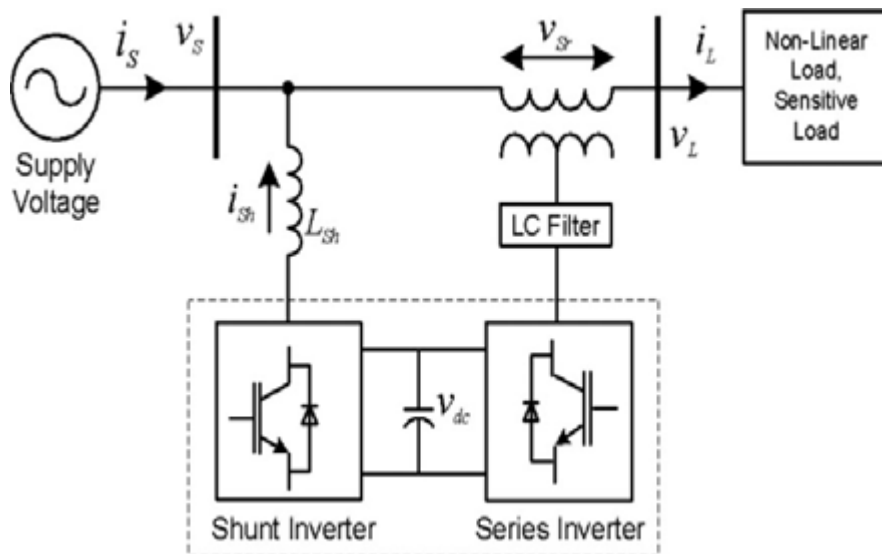 i_S
v_S
v_Sr
i_L
Non-Linear
Load,
Sensitive
Load
v_L
Supply
Voltage
i_Sh
L_Sh
LC Filter
v_dc
Shunt Inverter
Series Inverter